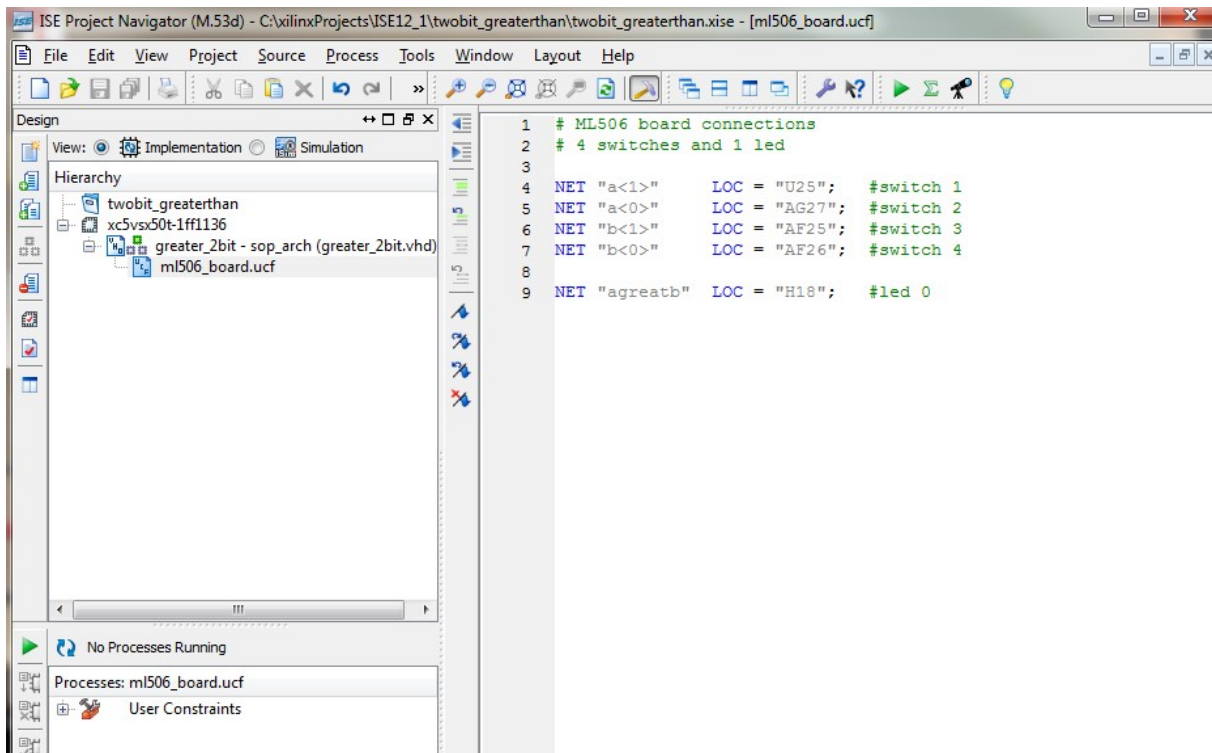 ISE Project Navigator (M.53d) - C:\xilinxProjects\ISE12_1\twobit_greaterthan\twobit_greaterthan.xise - [ml506_board.ucf]
File Edit View Project Source Process Tools Window Layout Help
Design
View: Implementation Simulation
Hierarchy
twobit_greaterthan
xc5vsx50t-1ff1136
greater_2bit - sop_arch (greater_2bit.vhd)
ml506_board.ucf
No Processes Running
Processes: ml506_board.ucf
User Constraints
1 # ML506 board connections
2 # 4 switches and 1 led
3
4 NET "a<1>" LOC = "U25"; #switch 1
5 NET "a<0>" LOC = "AG27"; #switch 2
6 NET "b<1>" LOC = "AF25"; #switch 3
7 NET "b<0>" LOC = "AF26"; #switch 4
8
9 NET "agreatb" LOC = "H18"; #led 0